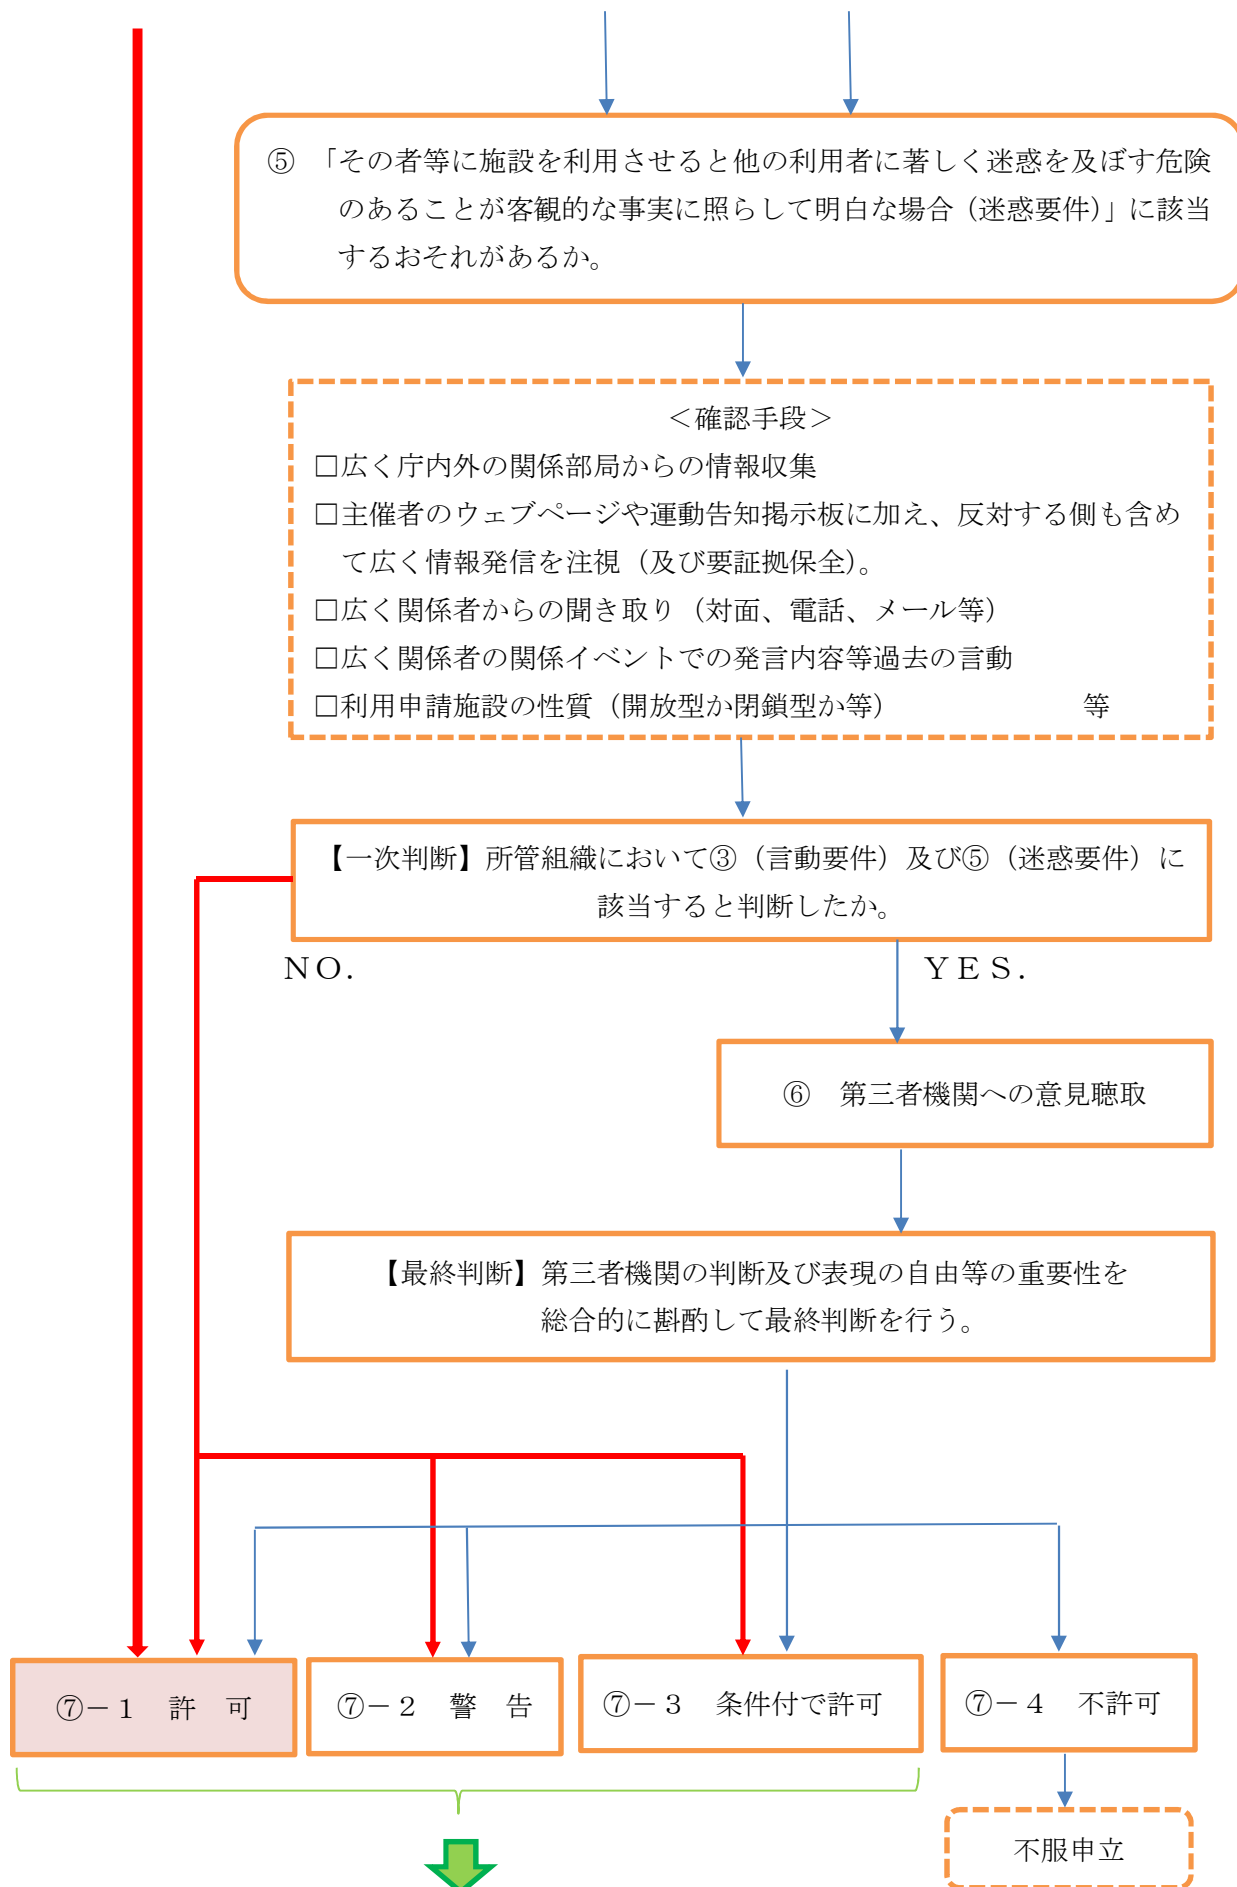 ⑤　「その者等に施設を利用させると他の利用者に著しく迷惑を及ぼす危険
のあることが客観的な事実に照らして明白な場合（迷惑要件）」に該当
するおそれがあるか。
＜確認手段＞
□広く庁内外の関係部局からの情報収集
□主催者のウェブページや運動告知掲示板に加え、反対する側も含め
て広く情報発信を注視（及び要証拠保全）。
□広く関係者からの聞き取り（対面、電話、メール等）
□広く関係者の関係イベントでの発言内容等過去の言動
□利用申請施設の性質（開放型か閉鎖型か等）　　　　　　　等
【一次判断】所管組織において③（言動要件）及び⑤（迷惑要件）に
該当すると判断したか。
ＮＯ．　ＹＥＳ．
⑥　第三者機関への意見聴取
【最終判断】第三者機関の判断及び表現の自由等の重要性を
総合的に斟酌して最終判断を行う。
⑦－１　許　可　⑦－２　警　告　⑦－３　条件付で許可　⑦－４　不許可
不服申立